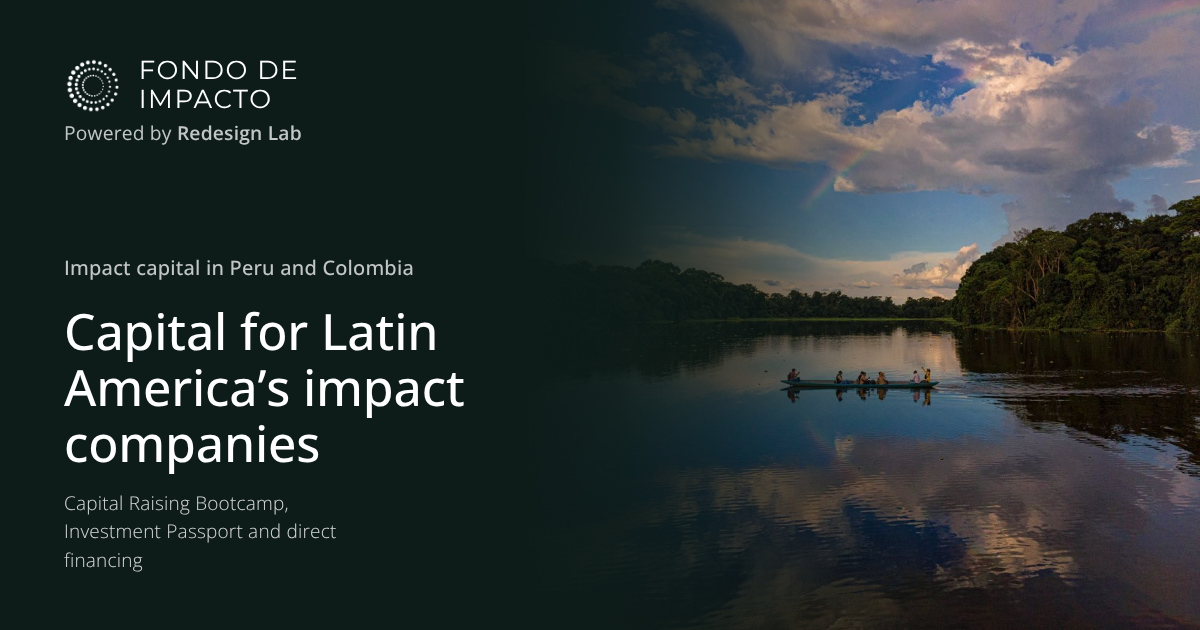 FONDO DE
IMPACTO
Powered by Redesign Lab
Impact capital in Peru and Colombia
Capital for Latin
America’s impact
companies
Capital Raising Bootcamp,
Investment Passport and direct
financing